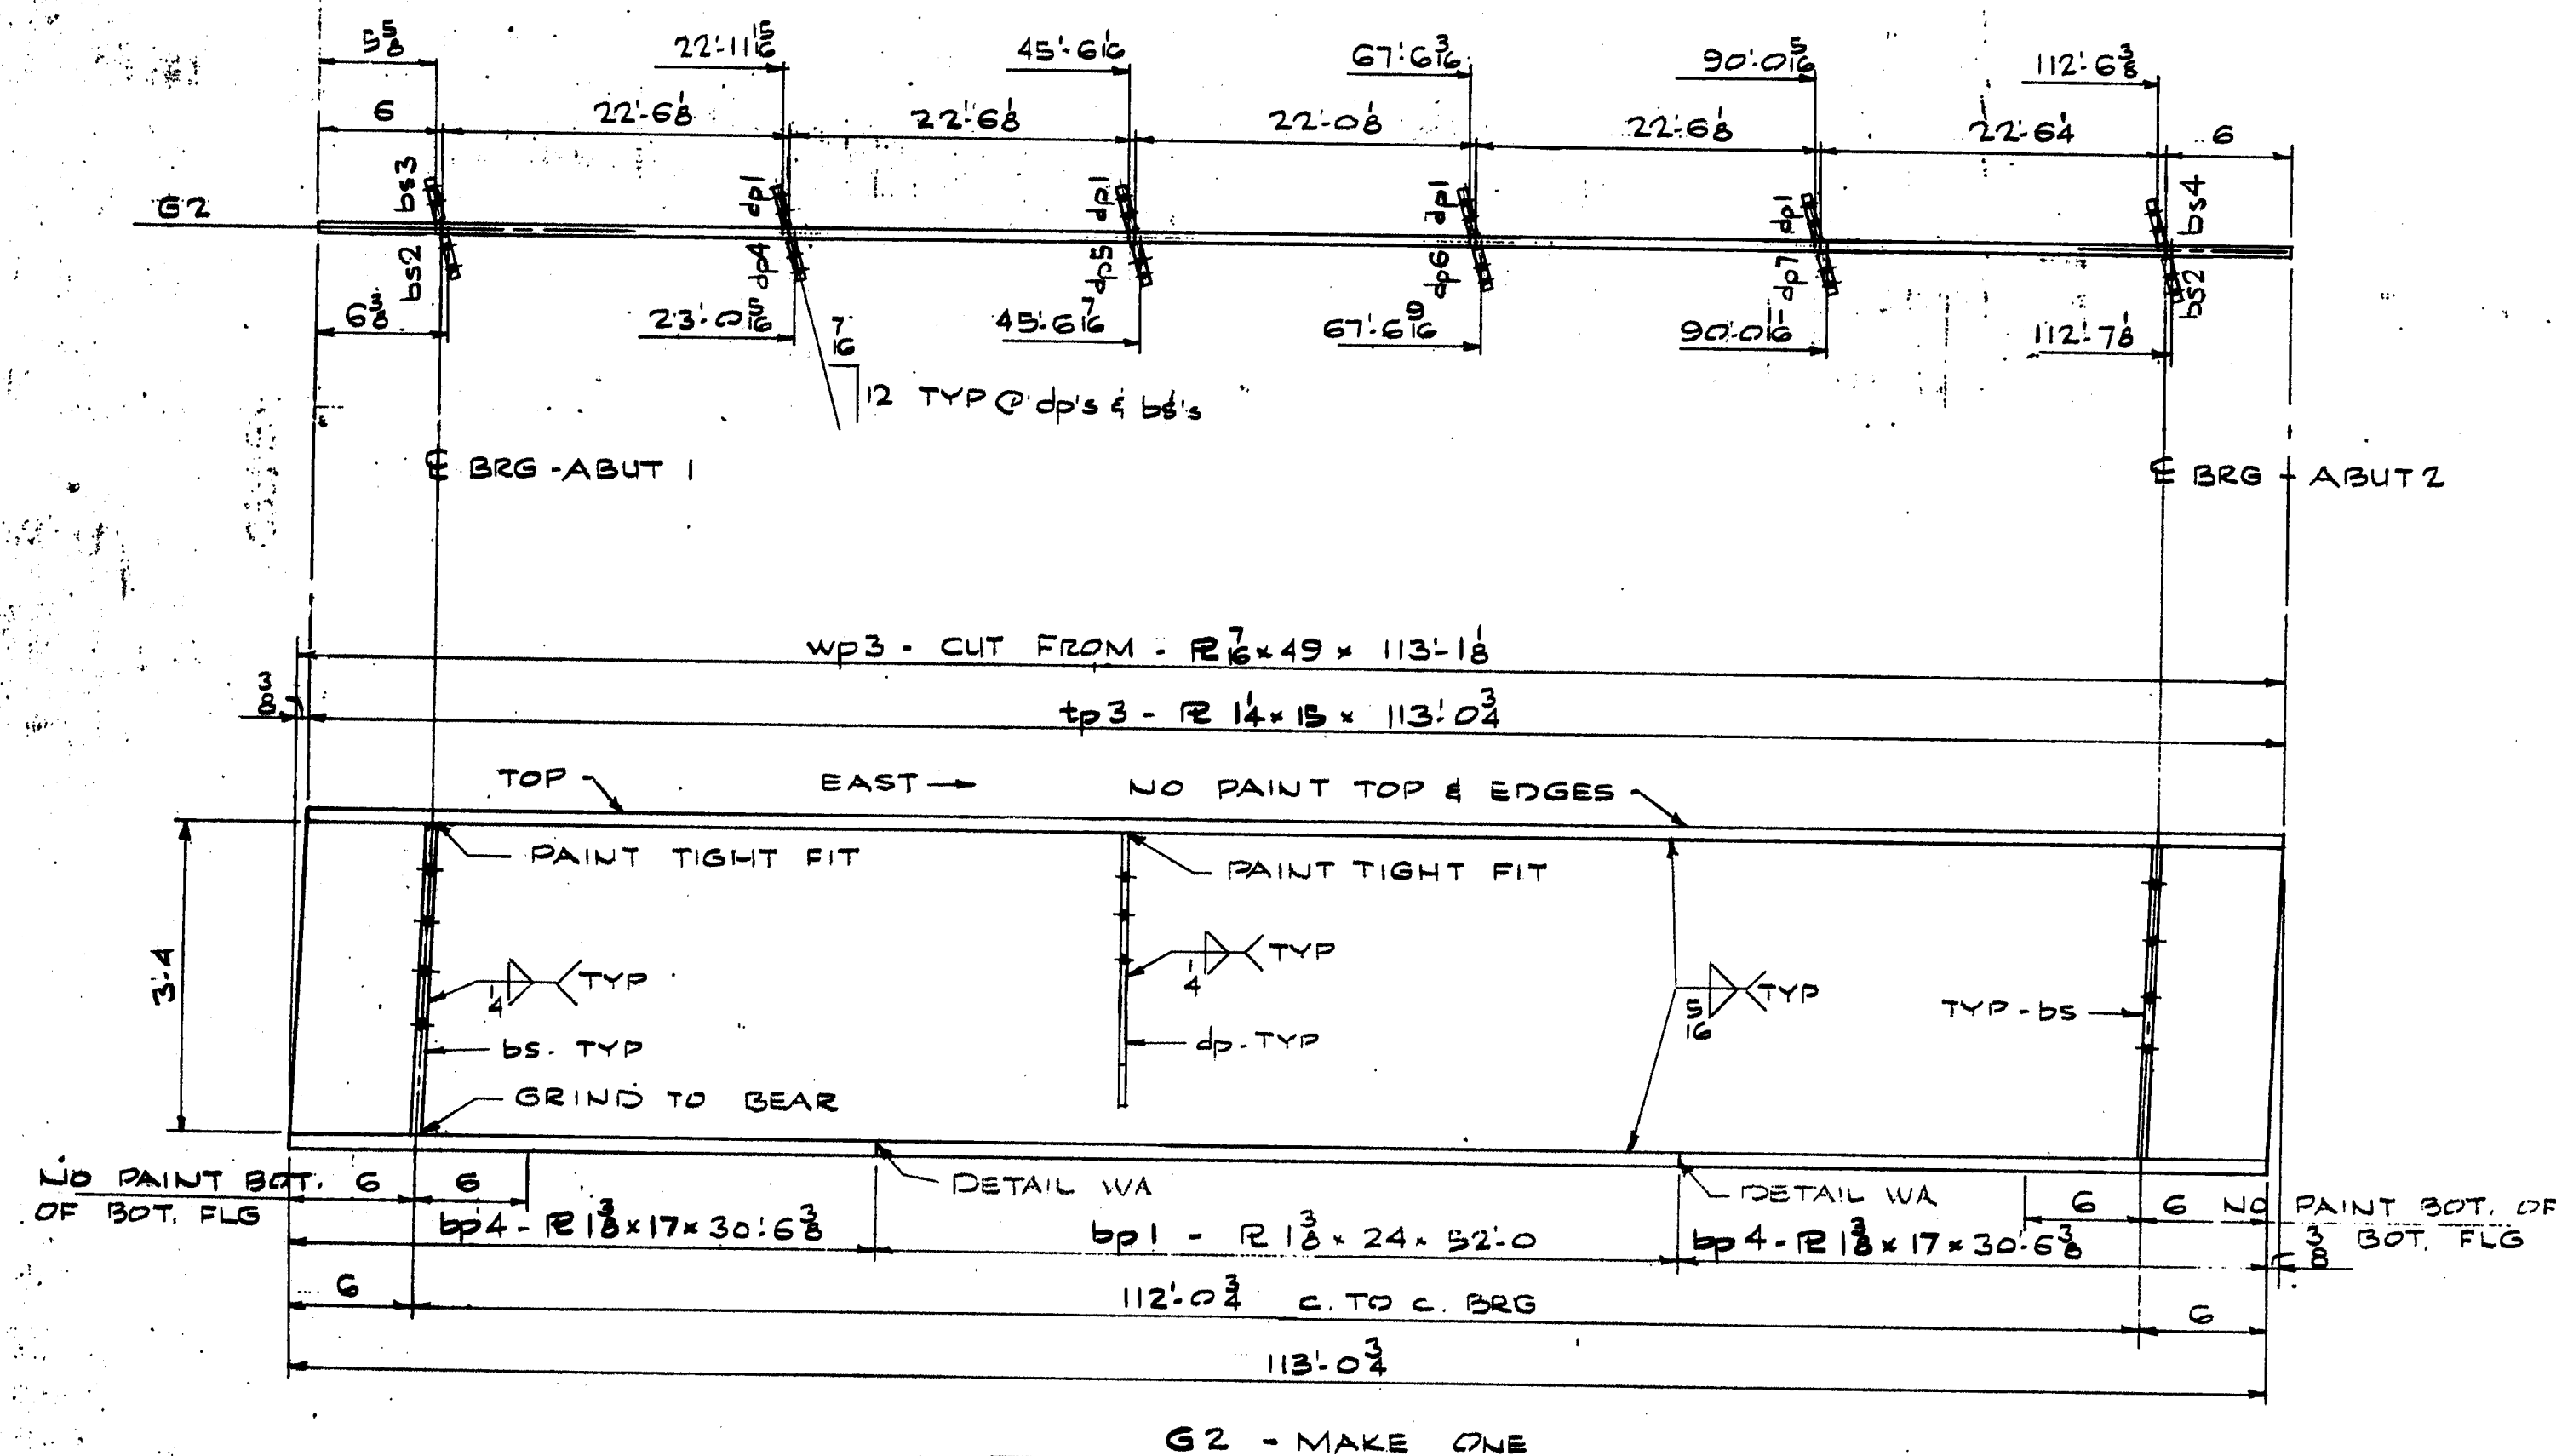 5 5/8
22'-11 15/16
45'-6 1/16
67'-6 3/16
90'-0 5/16
112'-6 3/8
6
22'-6 1/8
22'-6 1/8
22'-0 1/8
22'-6 1/8
22'-6 1/4
6
G2
bs3
dp1
dp1
dp1
dp1
bs4
bs2
dp4
dp5
dp6
dp7
bs2
6 3/8
23'-0 5/16
45'-6 7/16
67'-6 9/16
90'-0 11/16
112'-7 1/8
7/16
12 TYP @ dp's & bs's
℄ BRG - ABUT 1
℄ BRG - ABUT 2
wp3 - CUT FROM - PL 7/16 x 49 x 113'-1 1/8
3/8
tp3 - PL 1 1/4 x 15 x 113'-0 3/4
TOP
EAST
NO PAINT TOP & EDGES
PAINT TIGHT FIT
PAINT TIGHT FIT
3'-4
1/4 TYP
1/4 TYP
5/16 TYP
TYP - bs
bs - TYP
dp - TYP
GRIND TO BEAR
NO PAINT BOT.
OF BOT. FLG
6
6
DETAIL WA
DETAIL WA
6
6
NO PAINT BOT. OF
BOT. FLG
bp4 - PL 1 3/8 x 17 x 30'-6 3/8
bp1 - PL 1 3/8 x 24 x 52'-0
bp4 - PL 1 3/8 x 17 x 30'-6 3/8
3/8
6
112'-0 3/4 C. TO C. BRG
6
113'-0 3/4
G2 - MAKE ONE